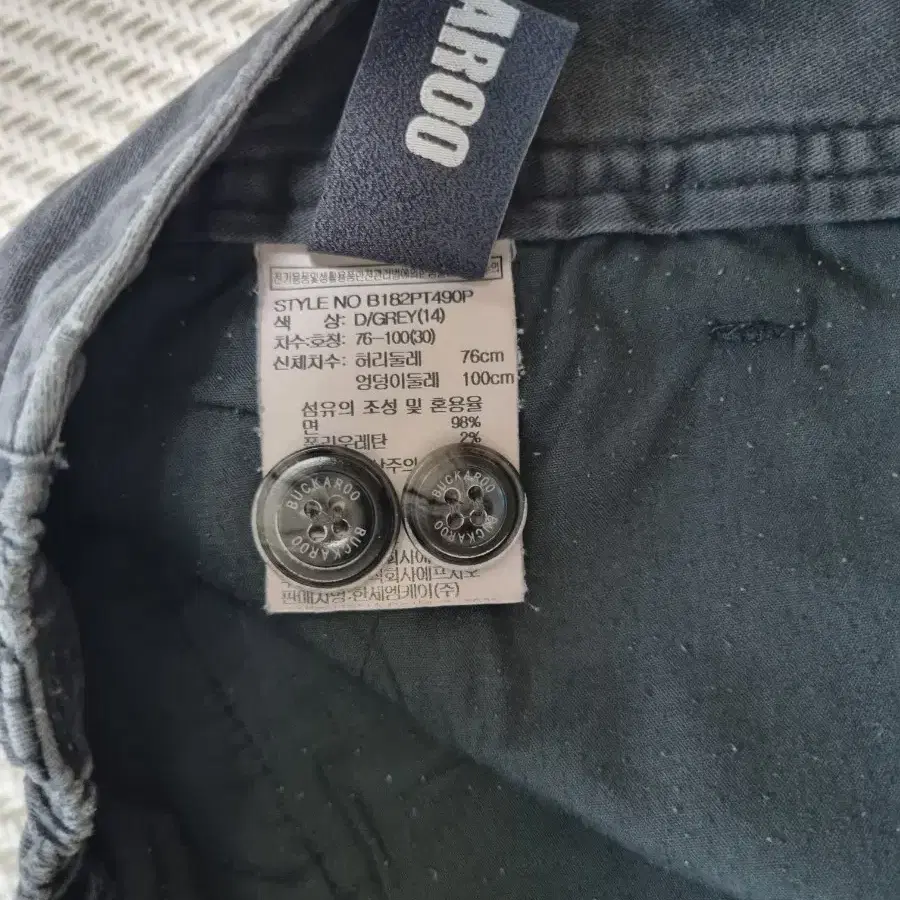 AROO
STYLE NO B182PT490P
색 상: D/GREY(14)
치수호칭: 76-100(30)
신체치수: 허리둘레 76cm
엉덩이둘레 100cm
섬유의 조성 및 혼용율
면 98%
폴리우레탄 2%
BUCKAROO BUCKAROO
BUCKAROO BUCKAROO
판매자명:한세엠케이(주)